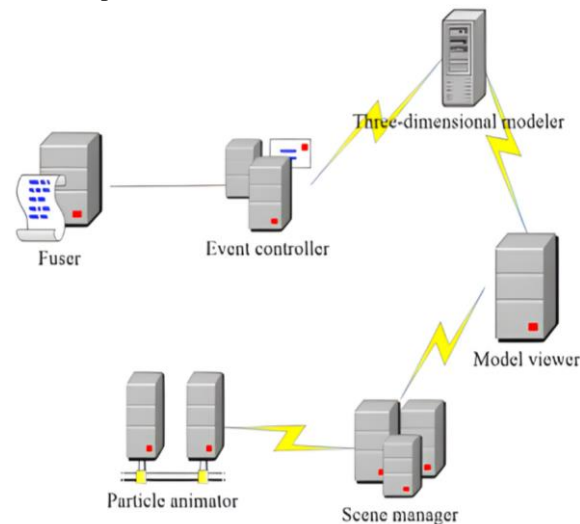 Three-dimensional modeler
Fuser
Event controller
Model viewer
Particle animator
Scene manager